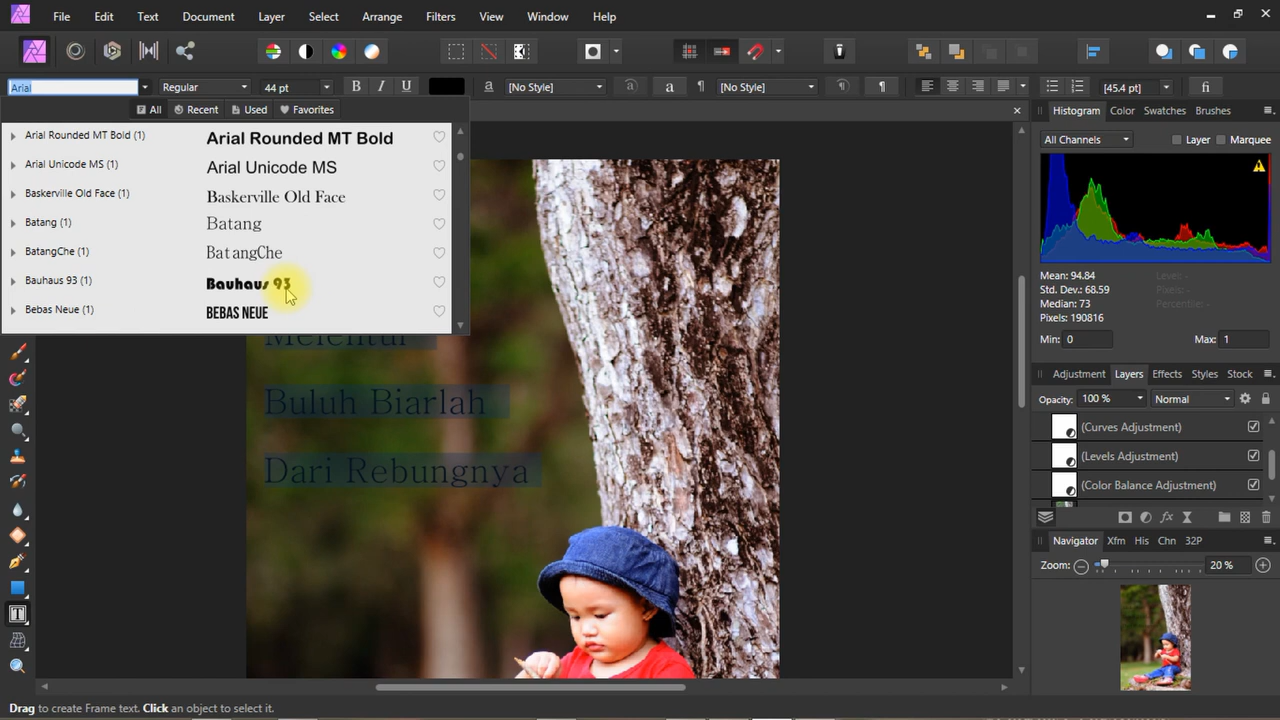 File Edit Text Document Layer Select Arrange Filters View Window Help
Arial Regular 44 pt B I U a [No Style] a a ¶ [No Style] ¶ ¶ [45.4 pt] fi
All Recent Used Favorites
Histogram Color Swatches Brushes
Arial Rounded MT Bold (1) Arial Rounded MT Bold
Arial Unicode MS (1) Arial Unicode MS
Baskerville Old Face (1) Baskerville Old Face
Batang (1) Batang
BatangChe (1) BatangChe
Bauhaus 93 (1) Bauhaus 93
Bebas Neue (1) BEBAS NEUE
All Channels Layer Marquee
Mean: 94.84 Level: -
Std. Dev.: 68.59 Count: -
Median: 73 Percentile: -
Pixels: 190816
Min: 0 Max: 1
Melentur
Buluh Biarlah
Dari Rebungnya
Adjustment Layers Effects Styles Stock
Opacity: 100 % Normal
(Curves Adjustment)
(Levels Adjustment)
(Color Balance Adjustment)
fx
Navigator Xfm His Chn 32P
Zoom: 20 %
T
Drag to create Frame text. Click an object to select it.